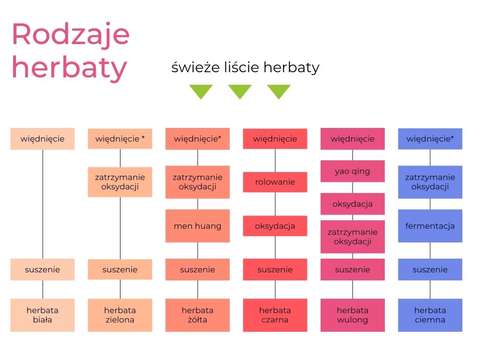 Rodzaje
herbaty
świeże liście herbaty
więdnięcie
suszenie
herbata
biała
więdnięcie *
zatrzymanie
oksydacji
suszenie
herbata
zielona
więdnięcie*
zatrzymanie
oksydacji
men huang
suszenie
herbata
żółta
więdnięcie
rolowanie
oksydacja
suszenie
herbata
czarna
więdnięcie
yao qing
oksydacja
zatrzymanie
oksydacji
suszenie
herbata
wulong
więdnięcie*
zatrzymanie
oksydacji
fermentacja
suszenie
herbata
ciemna